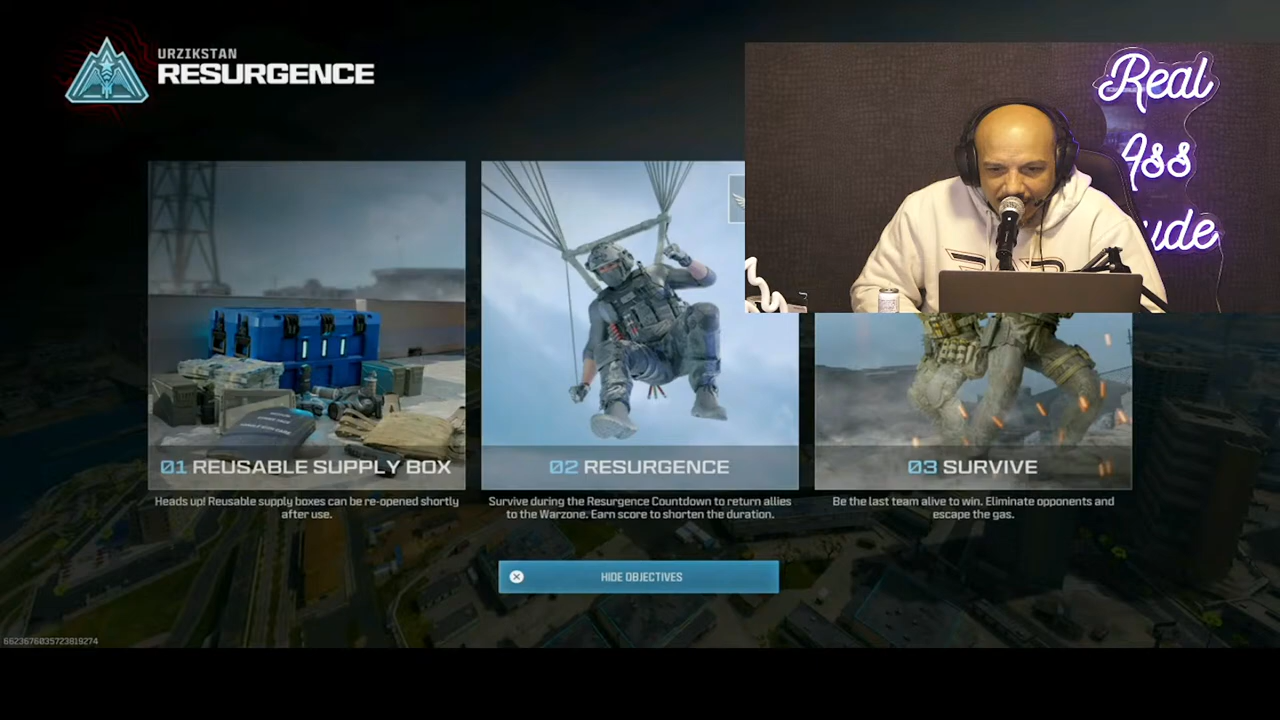 URZIKSTAN
RESURGENCE
Real
Ass
ude
01 REUSABLE SUPPLY BOX
Heads up! Reusable supply boxes can be re-opened shortly
after use.
02 RESURGENCE
Survive during the Resurgence Countdown to return allies
to the Warzone. Earn score to shorten the duration.
03 SURVIVE
Be the last team alive to win. Eliminate opponents and
escape the gas.
HIDE OBJECTIVES
6623676035723819274